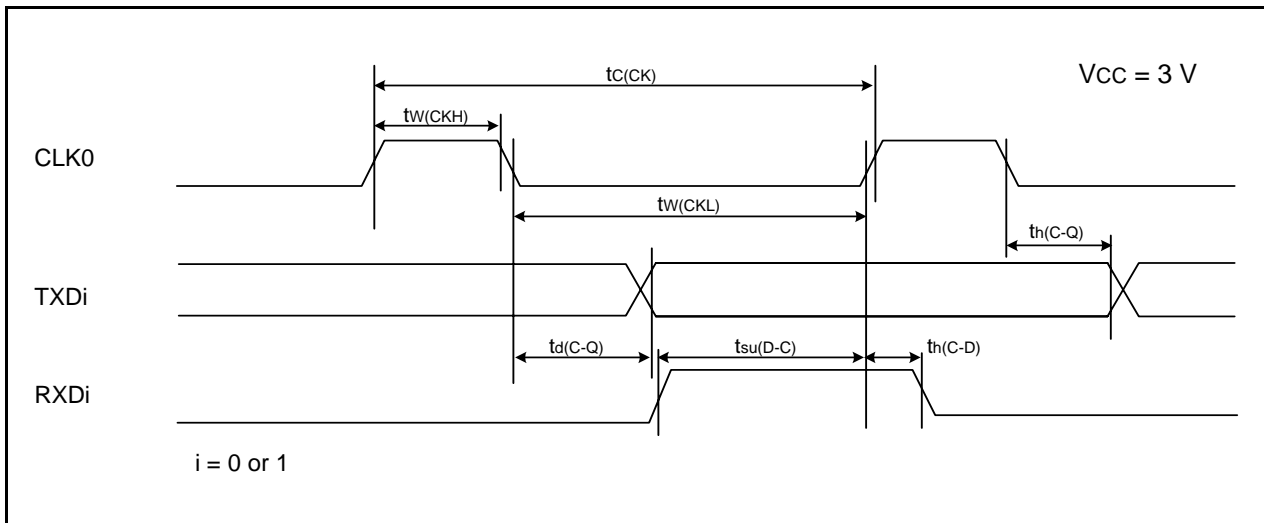 tC(CK)
VCC = 3 V
tW(CKH)
CLK0
tW(CKL)
th(C-Q)
TXDi
td(C-Q)
tsu(D-C)
th(C-D)
RXDi
i = 0 or 1